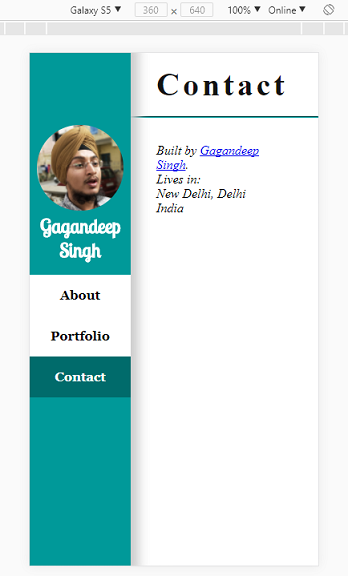 Galaxy S5 ▼ 360 × 640 100% ▼ Online ▼
Contact
Gagandeep
Singh
About
Portfolio
Contact
Built by Gagandeep
Singh.
Lives in:
New Delhi, Delhi
India